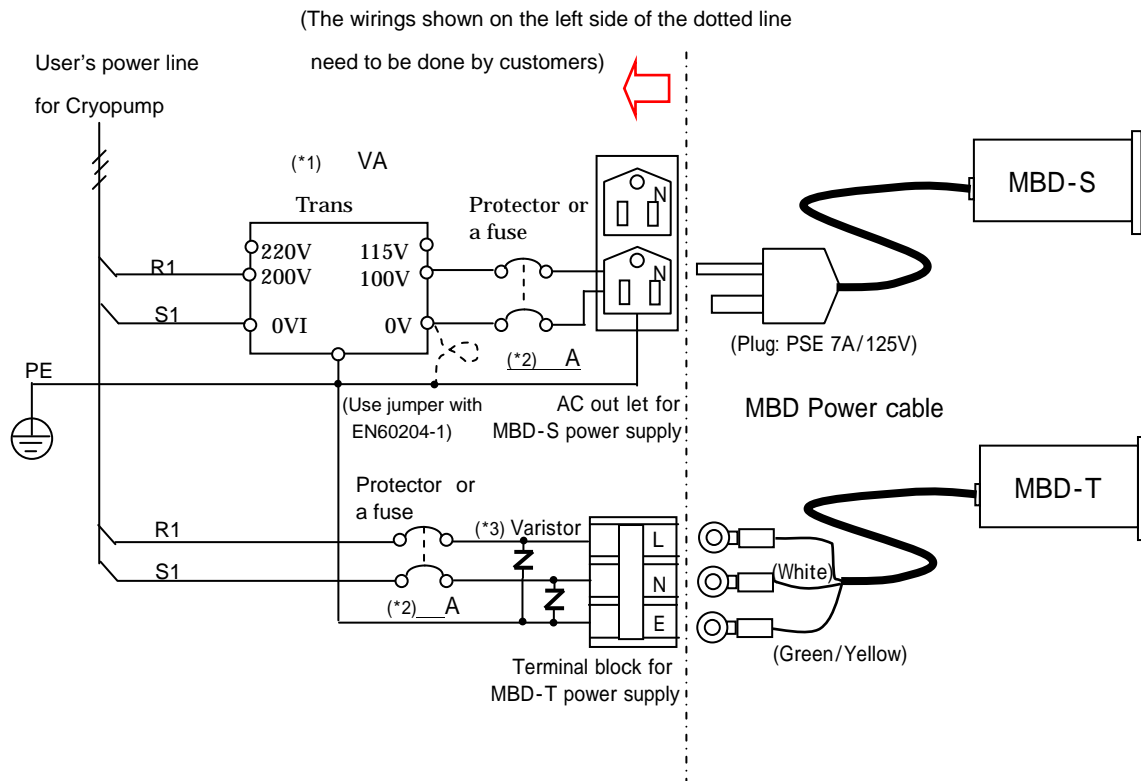 (The wirings shown on the left side of the dotted line
need to be done by customers)
User's power line
for Cryopump
(*1) VA
Trans
Protector or
a fuse
N
MBD-S
220V 115V
R1 200V 100V
N
S1 0VI 0V
(*2)___A
(Plug: PSE 7A/125V)
PE
(Use jumper with
EN60204-1)
AC out let for
MBD-S power supply
MBD Power cable
Protector or
a fuse
MBD-T
R1
(*3) Varistor
L
S1
(White)
N
(*2)___A
E
(Green/Yellow)
Terminal block for
MBD-T power supply